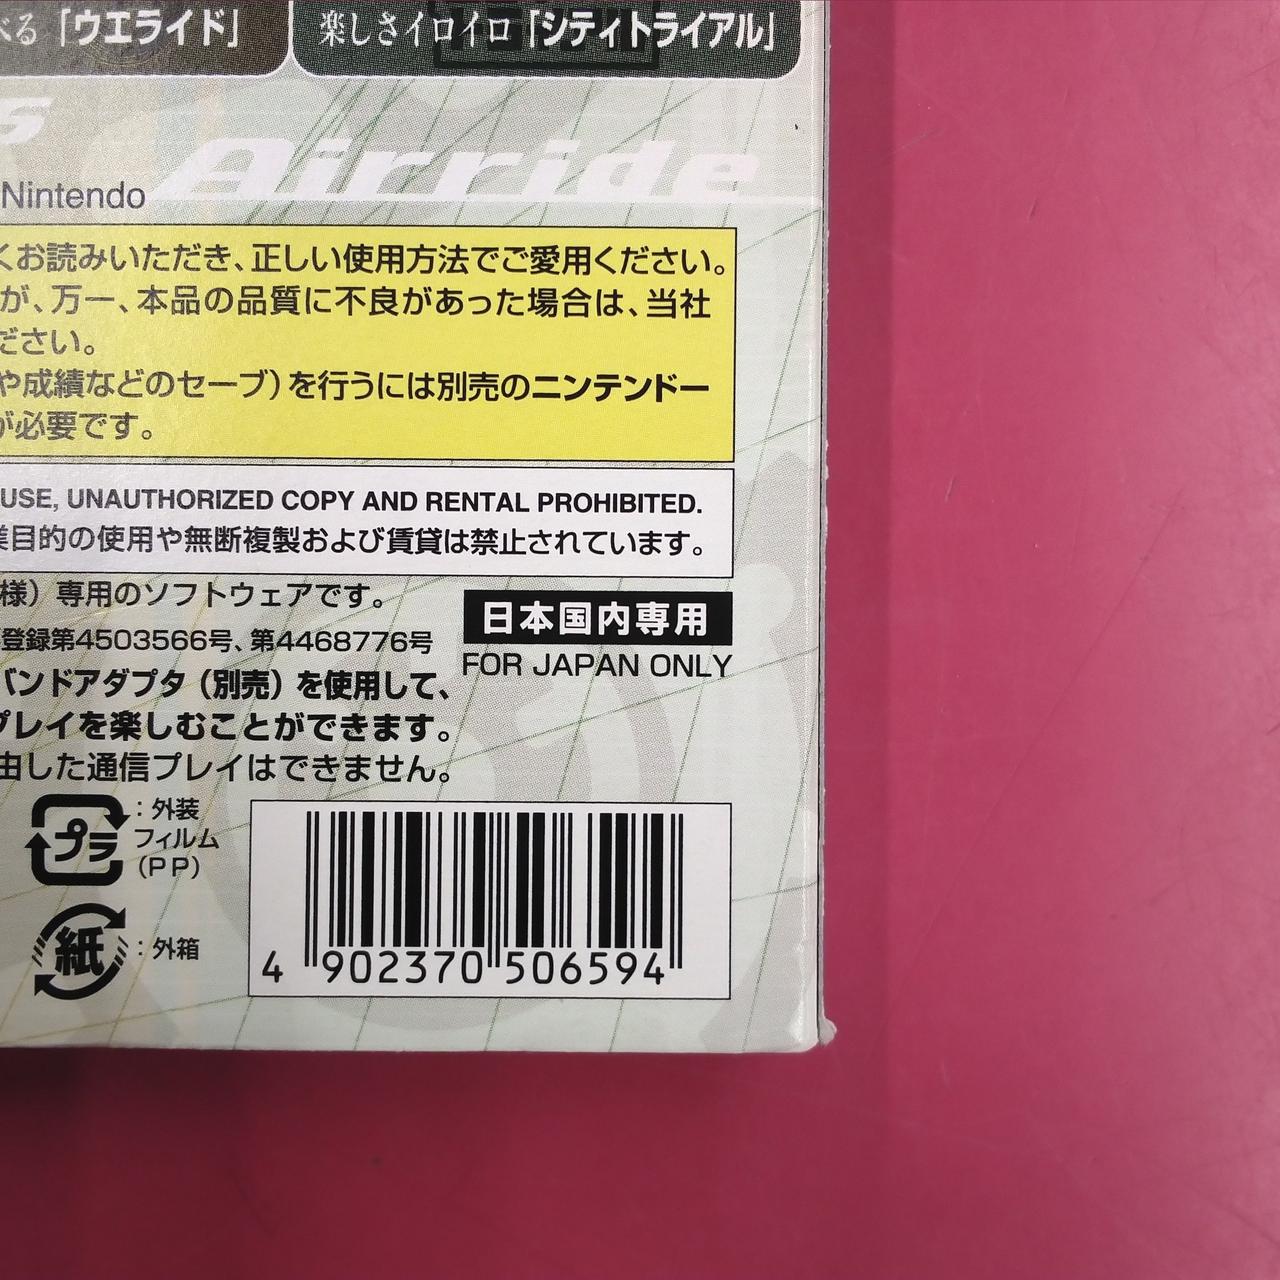 べる「ウエライド」
楽しさイロイロ「シティトライアル」
s
Airride
Nintendo
くお読みいただき、正しい使用方法でご愛用ください。
が、万一、本品の品質に不良があった場合は、当社
ださい。
や成績などのセーブ)を行うには別売のニンテンドー
が必要です。
USE, UNAUTHORIZED COPY AND RENTAL PROHIBITED.
業目的の使用や無断複製および賃貸は禁止されています。
様)専用のソフトウェアです。
登録第4503566号、第4468776号
日本国内専用
FOR JAPAN ONLY
バンドアダプタ(別売)を使用して、
プレイを楽しむことができます。
由した通信プレイはできません。
プラ
:外装
フィルム
(PP)
紙
:外箱
4 902370 506594